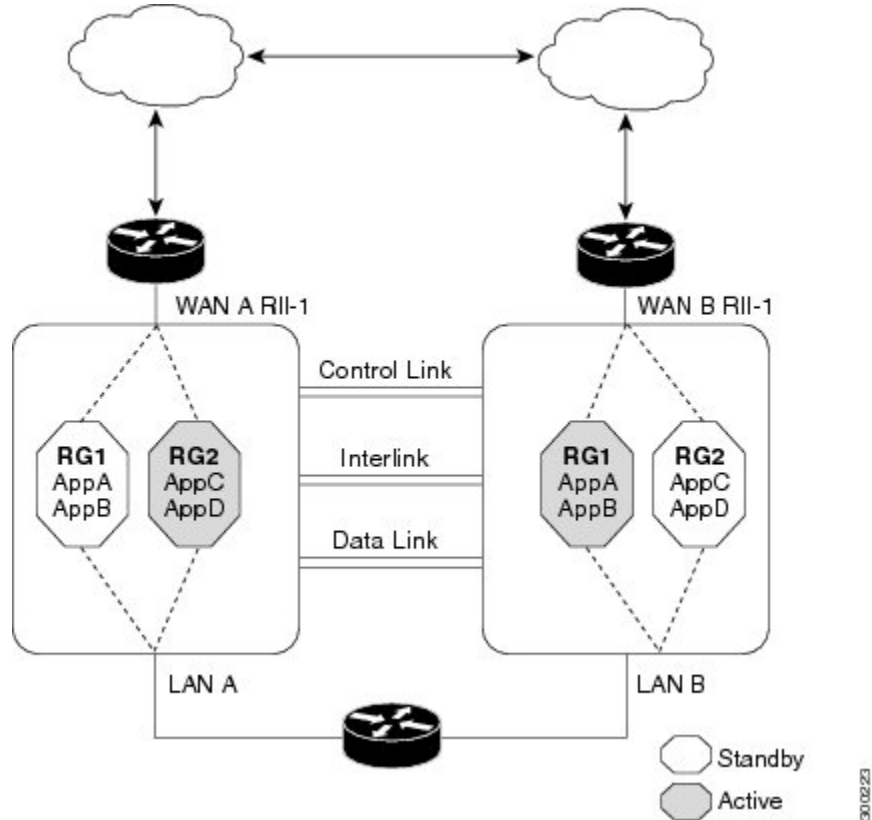 WAN A RII-1
WAN B RII-1
Control Link
Interlink
Data Link
RG1
AppA
AppB
RG2
AppC
AppD
RG1
AppA
AppB
RG2
AppC
AppD
LAN A
LAN B
Standby
Active
300223